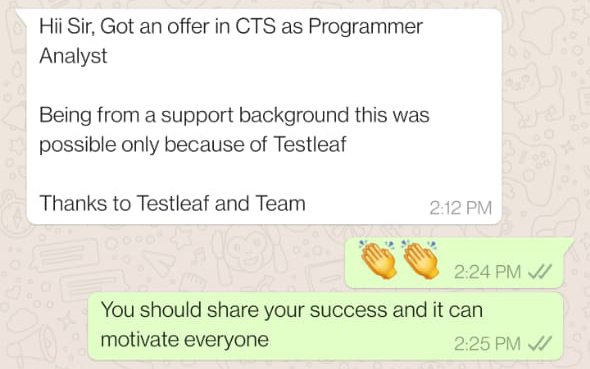 Hii Sir, Got an offer in CTS as Programmer
Analyst
Being from a support background this was
possible only because of Testleaf
Thanks to Testleaf and Team
2:12 PM
👏👏
2:24 PM
You should share your success and it can
motivate everyone
2:25 PM